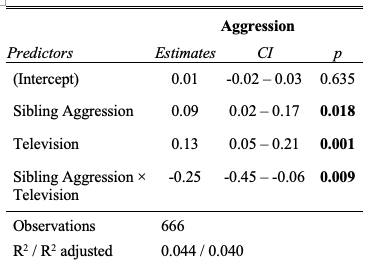 Aggression
Predictors Estimates CI p
(Intercept) 0.01 -0.02 – 0.03 0.635
Sibling Aggression 0.09 0.02 – 0.17 0.018
Television 0.13 0.05 – 0.21 0.001
Sibling Aggression × -0.25 -0.45 – -0.06 0.009
Television
Observations 666
R² / R² adjusted 0.044 / 0.040